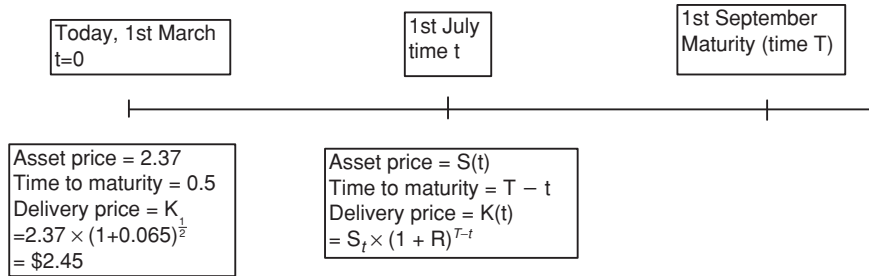 Today, 1st March
t=0
1st July
time t
1st September
Maturity (time T)
Asset price = 2.37
Time to maturity = 0.5
Delivery price = K
=2.37 × (1+0.065)^{1/2}
= $2.45
Asset price = S(t)
Time to maturity = T − t
Delivery price = K(t)
= S_t × (1 + R)^{T−t}